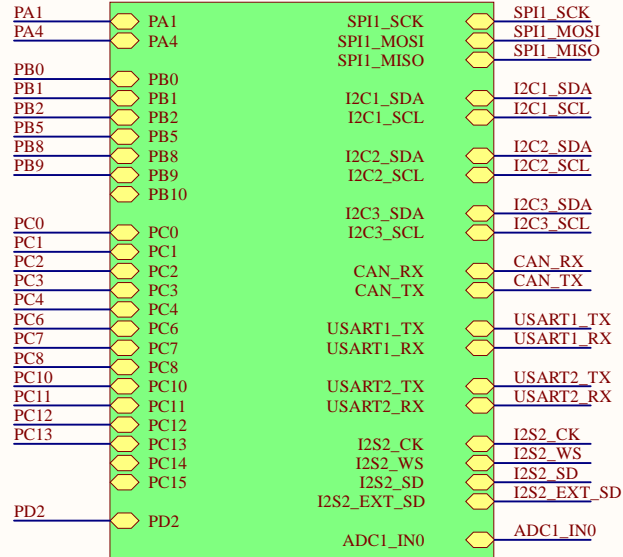 PA1 PA1 SPI1_SCK SPI1_SCK
PA4 PA4 SPI1_MOSI SPI1_MOSI
SPI1_MISO SPI1_MISO
PB0 PB0
PB1 PB1 I2C1_SDA I2C1_SDA
PB2 PB2 I2C1_SCL I2C1_SCL
PB5 PB5
PB8 PB8 I2C2_SDA I2C2_SDA
PB9 PB9 I2C2_SCL I2C2_SCL
PB10
I2C3_SDA I2C3_SDA
PC0 PC0 I2C3_SCL I2C3_SCL
PC1 PC1
PC2 PC2 CAN_RX CAN_RX
PC3 PC3 CAN_TX CAN_TX
PC4 PC4
PC6 PC6 USART1_TX USART1_TX
PC7 PC7 USART1_RX USART1_RX
PC8 PC8
PC10 PC10 USART2_TX USART2_TX
PC11 PC11 USART2_RX USART2_RX
PC12 PC12
PC13 PC13 I2S2_CK I2S2_CK
PC14 I2S2_WS I2S2_WS
PC15 I2S2_SD I2S2_SD
I2S2_EXT_SD I2S2_EXT_SD
PD2 PD2
ADC1_IN0 ADC1_IN0